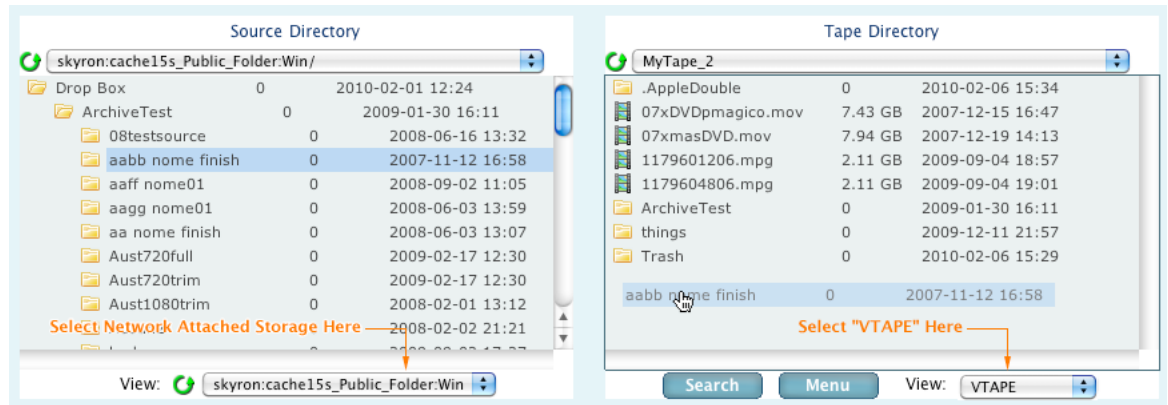 Source Directory
skyron:cache15s_Public_Folder:Win/
Drop Box 0 2010-02-01 12:24
ArchiveTest 0 2009-01-30 16:11
08testsource 0 2008-06-16 13:32
aabb nome finish 0 2007-11-12 16:58
aaff nome01 0 2008-09-02 11:05
aagg nome01 0 2008-06-03 13:59
aa nome finish 0 2008-06-03 13:07
Aust720full 0 2009-02-17 12:30
Aust720trim 0 2009-02-17 12:30
Aust1080trim 0 2008-02-01 13:12
Select Network Attached Storage Here
2008-02-02 21:21
View: skyron:cache15s_Public_Folder:Win
Tape Directory
MyTape_2
.AppleDouble 0 2010-02-06 15:34
07xDVDpmagico.mov 7.43 GB 2007-12-15 16:47
07xmasDVD.mov 7.94 GB 2007-12-19 14:13
1179601206.mpg 2.11 GB 2009-09-04 18:57
1179604806.mpg 2.11 GB 2009-09-04 19:01
ArchiveTest 0 2009-01-30 16:11
things 0 2009-12-11 21:57
Trash 0 2010-02-06 15:29
aabb nome finish 0 2007-11-12 16:58
Select "VTAPE" Here
Search Menu View: VTAPE